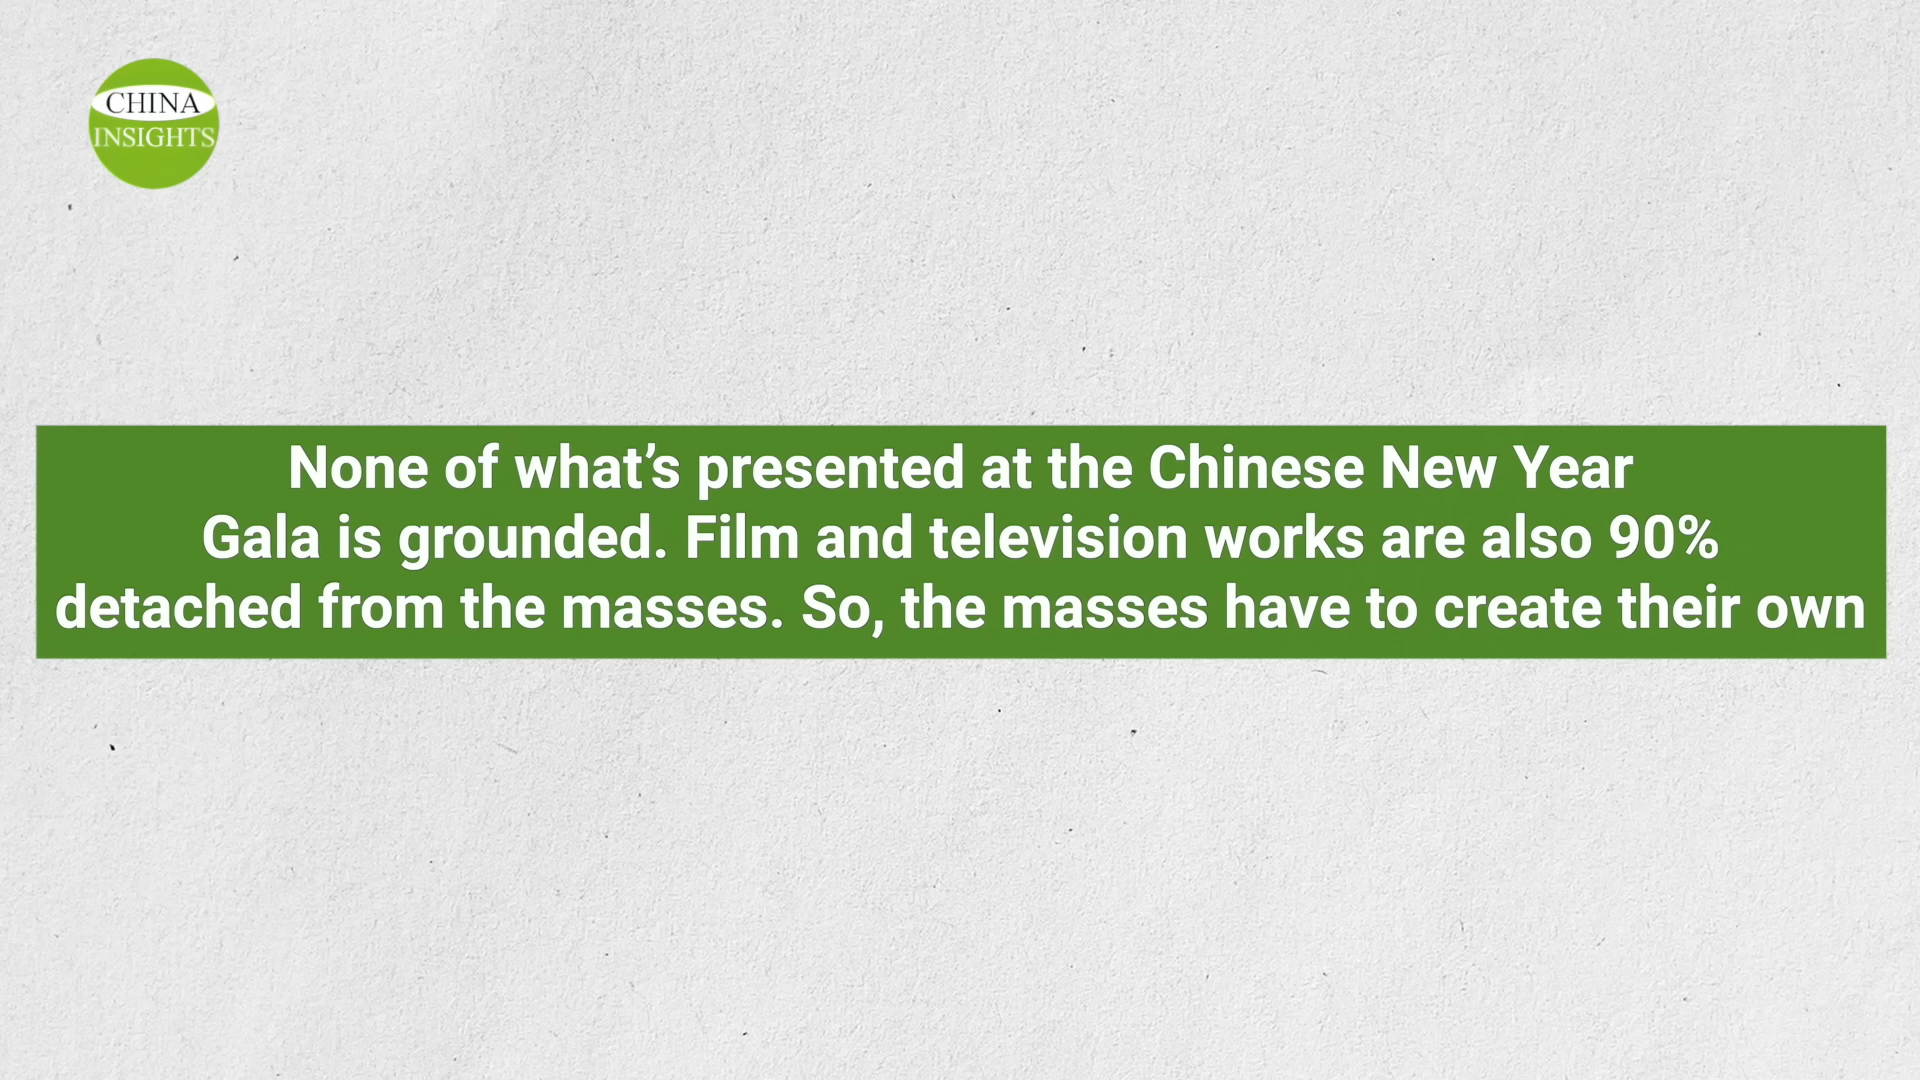 CHINA
INSIGHTS
None of what’s presented at the Chinese New Year
Gala is grounded. Film and television works are also 90%
detached from the masses. So, the masses have to create their own